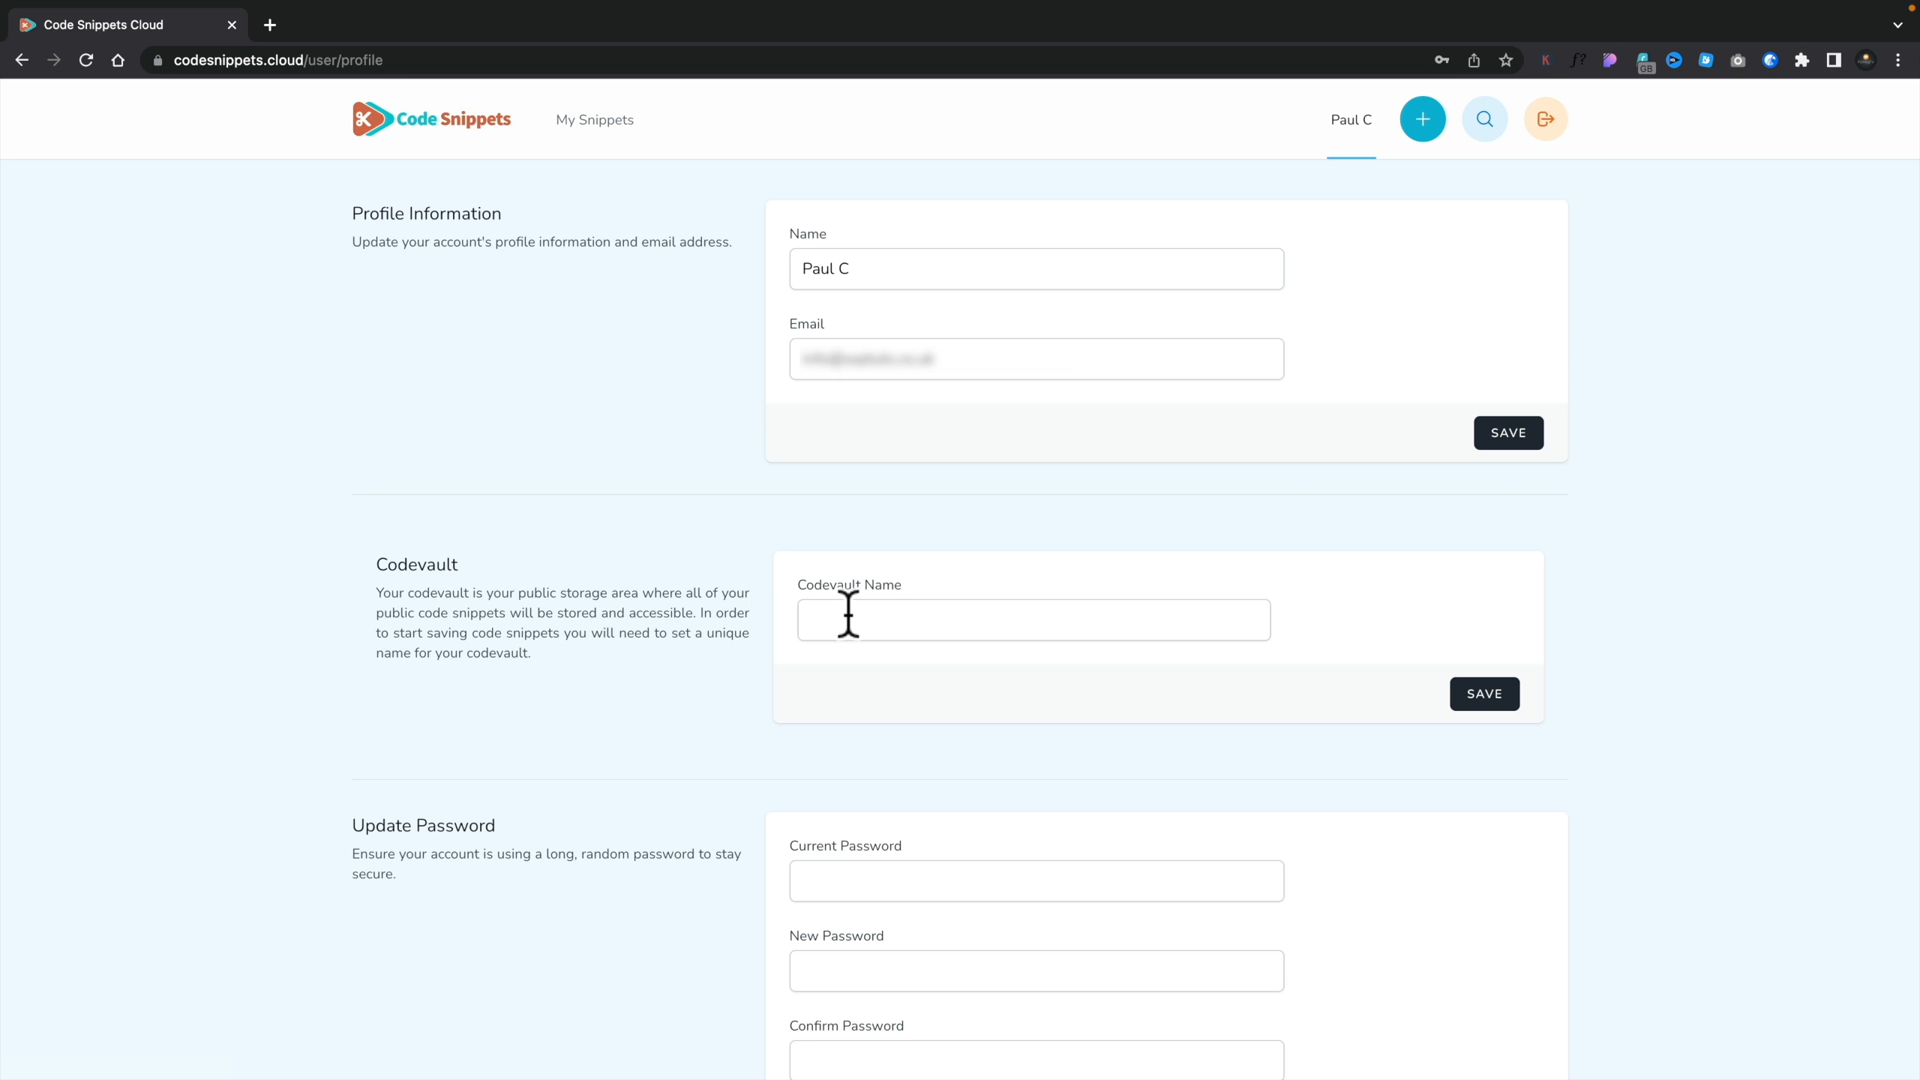 Code Snippets Cloud
codesnippets.cloud/user/profile
GB
Code Snippets
My Snippets
Paul C
Profile Information
Update your account's profile information and email address.
Name
Paul C
Email
SAVE
Codevault
Your codevault is your public storage area where all of your
public code snippets will be stored and accessible. In order
to start saving code snippets you will need to set a unique
name for your codevault.
Codevault Name
SAVE
Update Password
Ensure your account is using a long, random password to stay
secure.
Current Password
New Password
Confirm Password